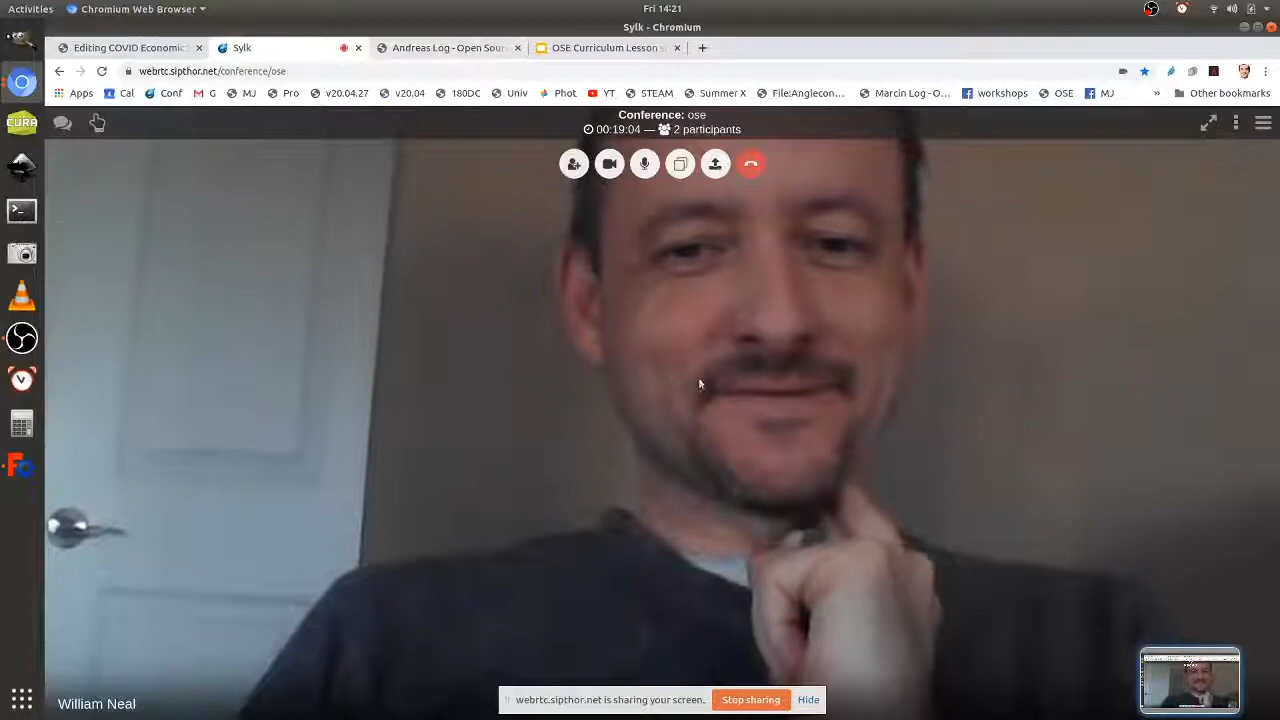 Activities Chromium Web Browser Fri 14:21
Sylk - Chromium
Editing COVID Economic Sylk Andreas Log - Open Sour OSE Curriculum Lesson s
webrtc.sipthor.net/conference/ose
Apps Cal Conf G MJ Pro v20.04.27 v20.04 180DC Univ Phot YT STEAM Summer X File:Anglecon... Marcin Log - O... workshops OSE MJ » Other bookmarks
Conference: ose
00:19:04 — 2 participants
CURA
William Neal
webrtc.sipthor.net is sharing your screen. Stop sharing Hide